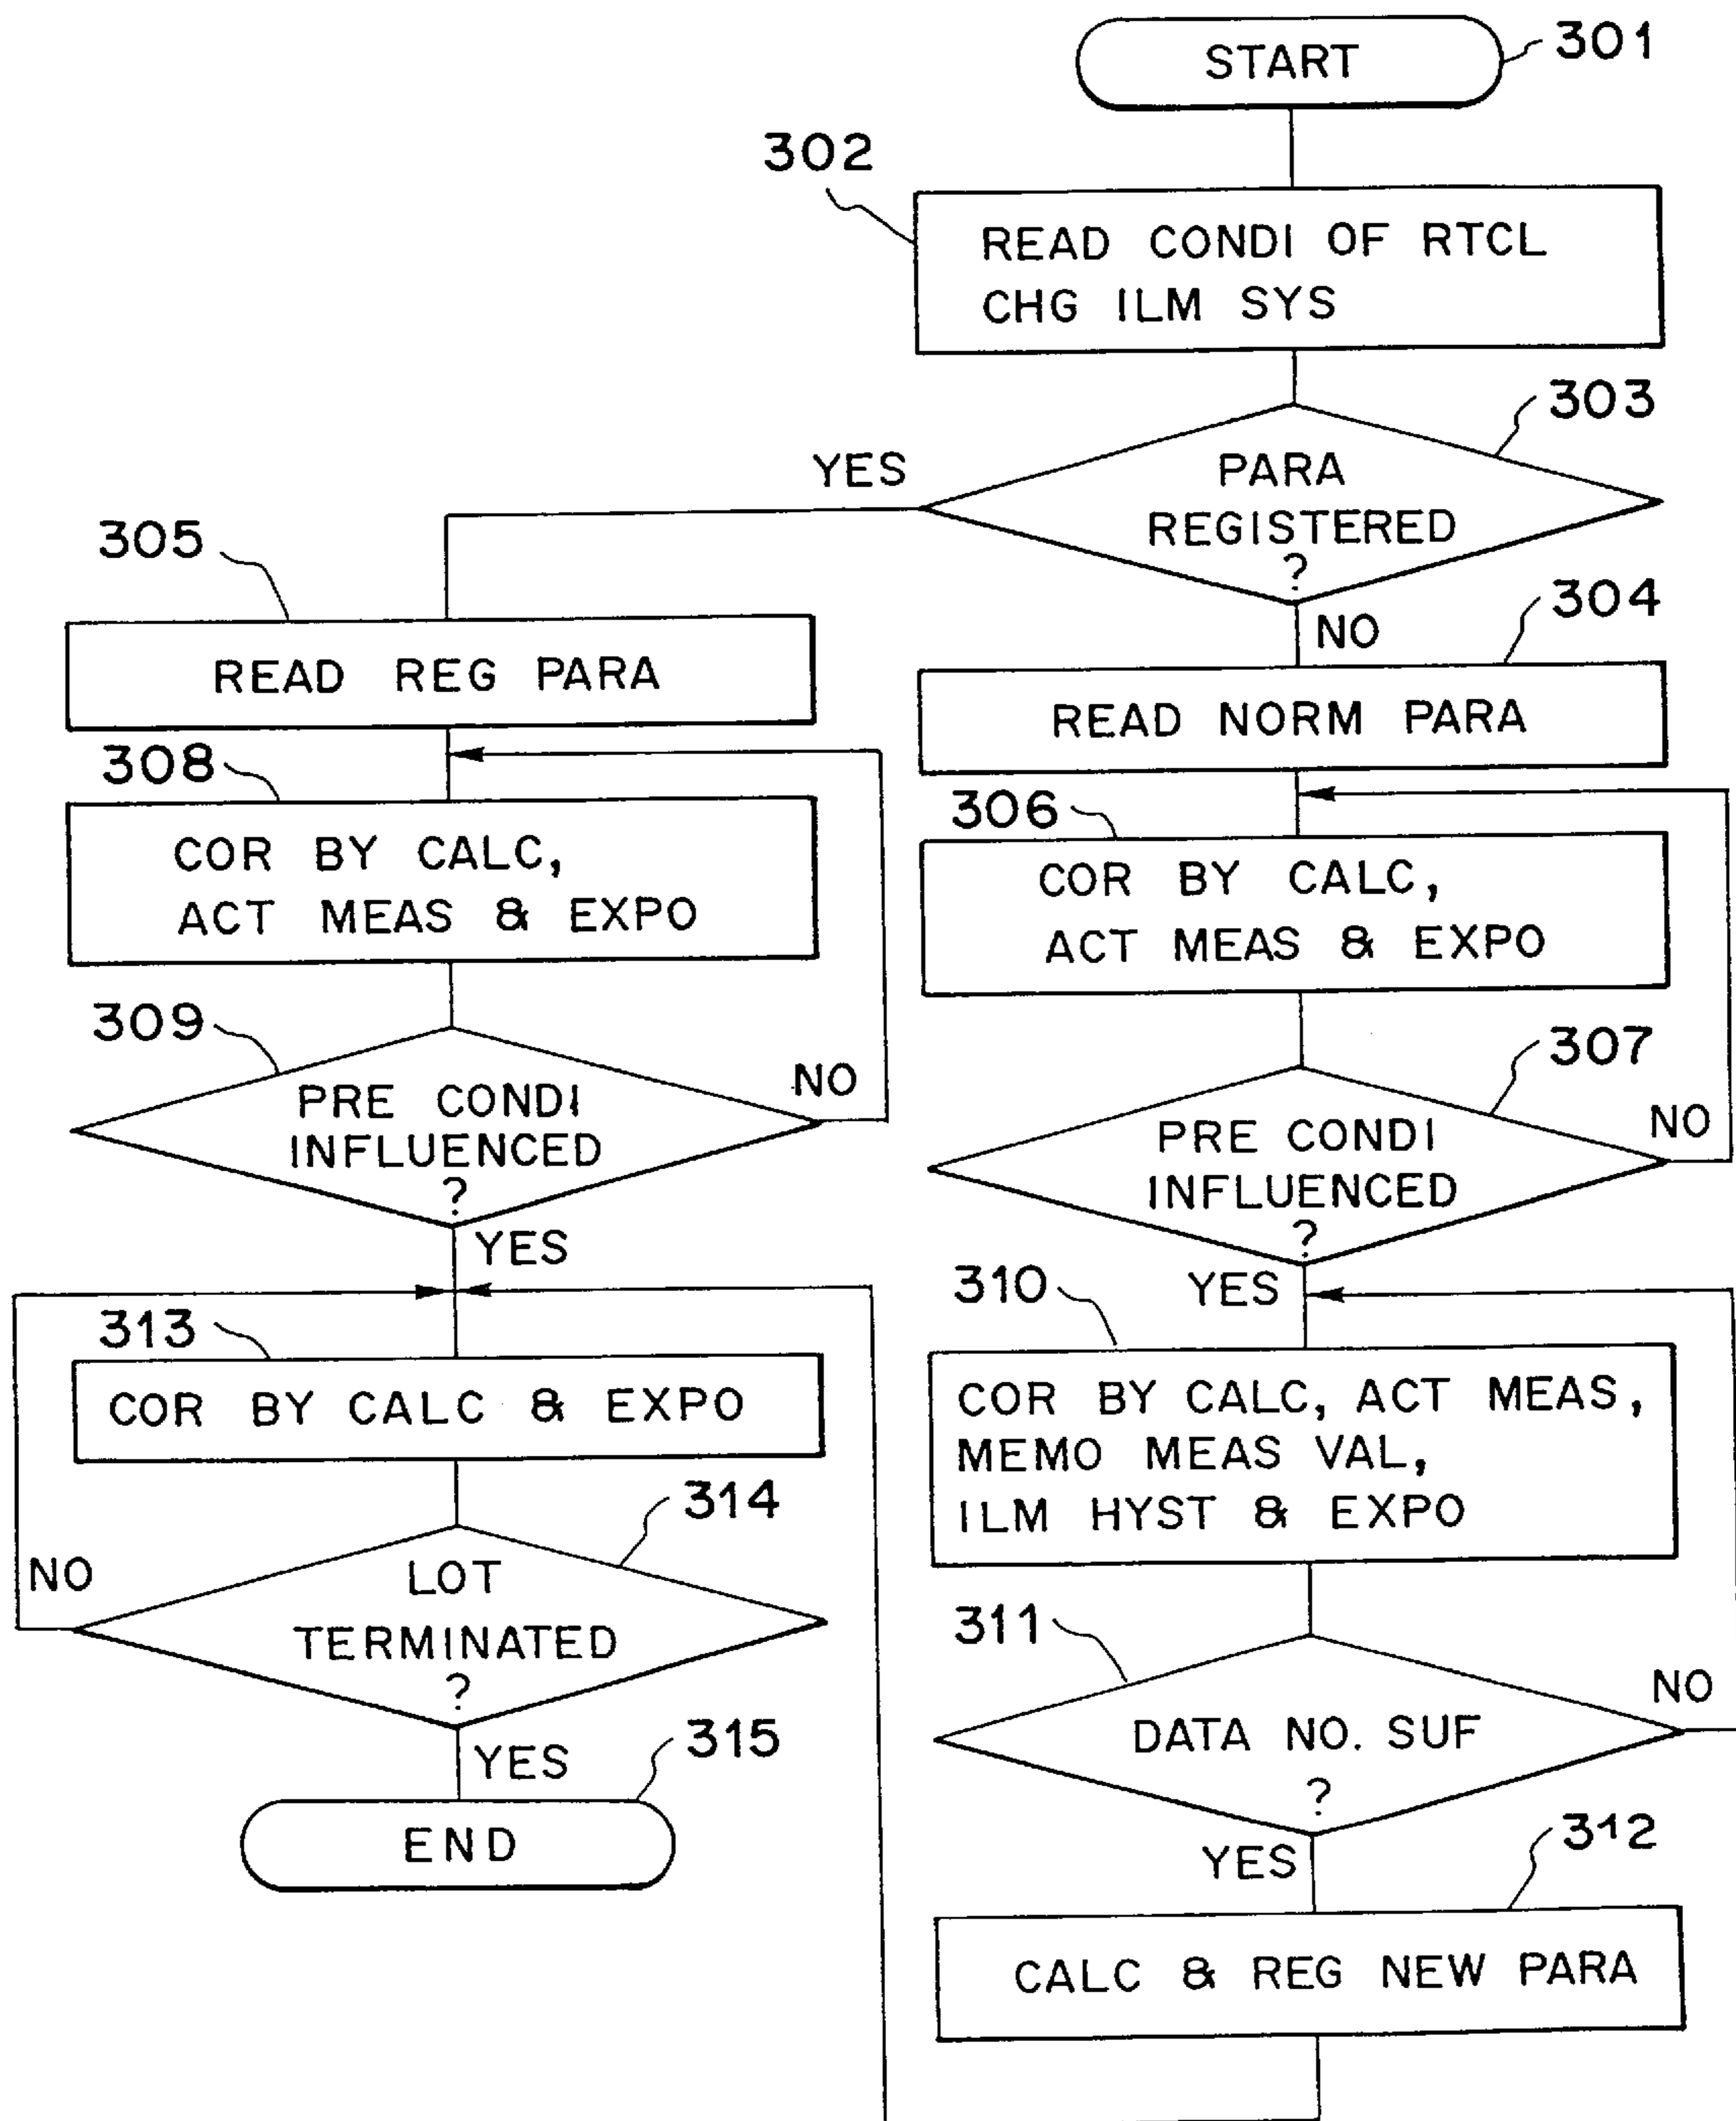 START
301
302
READ CONDI OF RTCL
CHG ILM SYS
303
PARA
REGISTERED
?
YES
NO
305
READ REG PARA
304
READ NORM PARA
308
COR BY CALC,
ACT MEAS & EXPO
306
COR BY CALC,
ACT MEAS & EXPO
309
PRE CONDI
INFLUENCED
?
NO
YES
307
PRE CONDI
INFLUENCED
?
NO
YES
313
COR BY CALC & EXPO
310
COR BY CALC, ACT MEAS,
MEMO MEAS VAL,
ILM HYST & EXPO
314
LOT
TERMINATED
?
NO
YES
311
DATA NO. SUF
?
NO
YES
315
END
312
CALC & REG NEW PARA